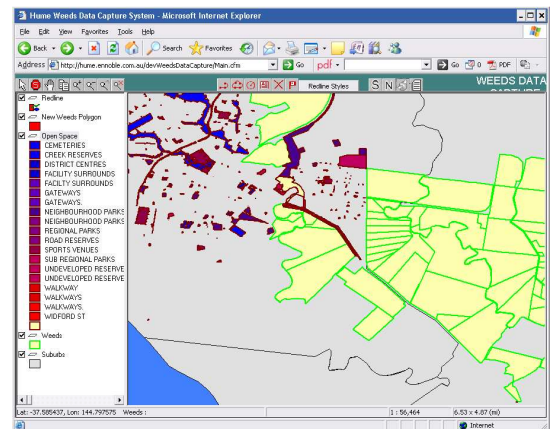 Hume Weeds Data Capture System - Microsoft Internet Explorer
File Edit View Favorites Tools Help
Back Search Favorites
Address http://hume.ennoble.com.au/devWeedsDataCapture/Main.cfm Go pdf Go 0 PDF
Redline Styles S N WEEDS DATA
CAPTURE
Redline
New Weeds Polygon
Open Space
CEMETERIES
CREEK RESERVES
DISTRICT CENTRES
FACILITY SURROUNDS
FACILTY SURROUNDS
GATEWAYS
GATEWAYS.
NEIGHBOURHOOD PARKS
NEIGHBOURHOOD PARKS
REGIONAL PARKS
ROAD RESERVES
SPORTS VENUES
SUB REGIONAL PARKS
UNDEVELOPED RESERVE
UNDEVELOPED RESERVE
WALKWAY
WALKWAYS
WALKWAYS.
WIDFORD ST
Weeds
Suburbs
Lat: -37.585437, Lon: 144.797575 Weeds : 1 : 56,464 6.53 x 4.87 (mi)
Internet